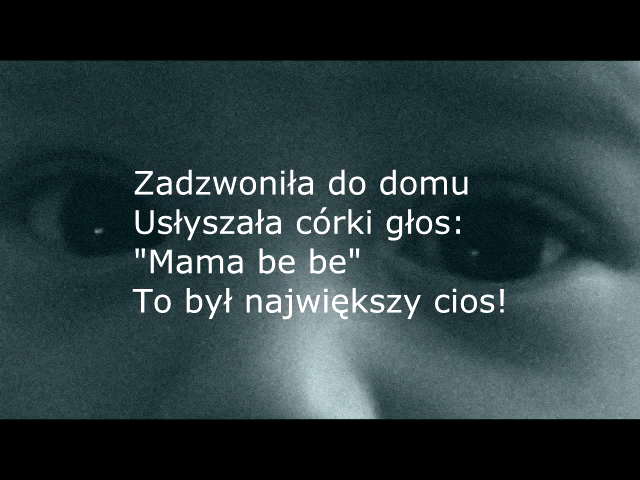 Zadzwoniła do domu
Usłyszała córki głos:
"Mama be be"
To był największy cios!